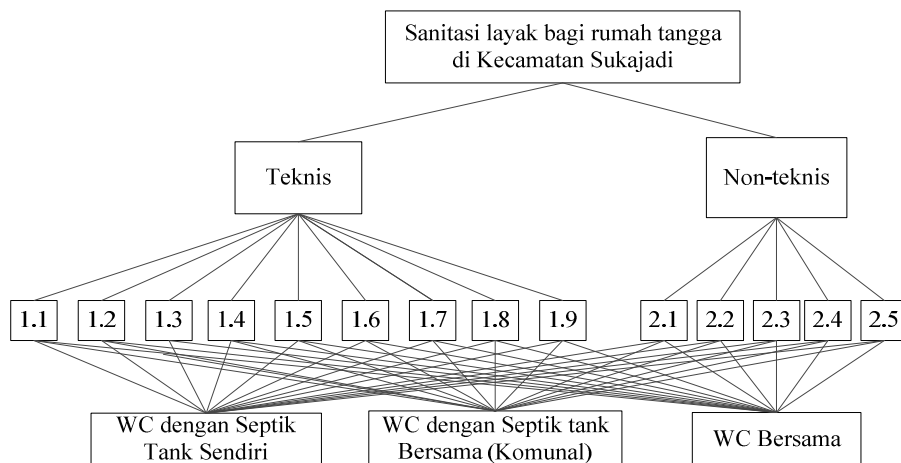 Sanitasi layak bagi rumah tangga
di Kecamatan Sukajadi
Teknis
Non-teknis
1.1 1.2 1.3 1.4 1.5 1.6 1.7 1.8 1.9 2.1 2.2 2.3 2.4 2.5
WC dengan Septik
Tank Sendiri
WC dengan Septik tank
Bersama (Komunal)
WC Bersama